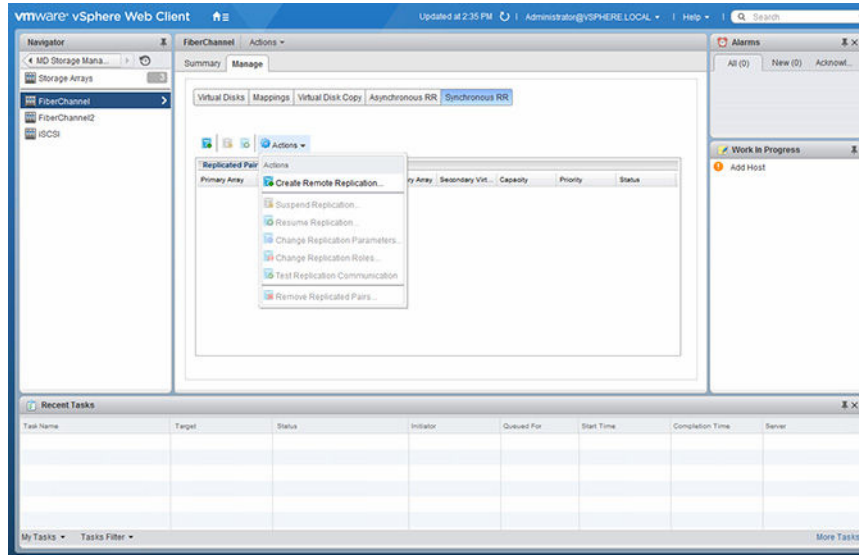 vmware® vSphere Web Client
Updated at 2:35 PM | Administrator@VSPHERE.LOCAL | Help | Search
Navigator
MD Storage Mana...
Storage Arrays 3
FiberChannel
FiberChannel2
iSCSI
FiberChannel Actions
Summary Manage
Virtual Disks Mappings Virtual Disk Copy Asynchronous RR Synchronous RR
Actions
Replicated Pair
Primary Array ry Array Secondary Virt... Capacity Priority Status
Actions
Create Remote Replication...
Suspend Replication...
Resume Replication...
Change Replication Parameters...
Change Replication Roles...
Test Replication Communication
Remove Replicated Pairs...
Alarms
All (0) New (0) Acknowl...
Work In Progress
Add Host
Recent Tasks
Task Name Target Status Initiator Queued For Start Time Completion Time Server
My Tasks Tasks Filter More Tasks